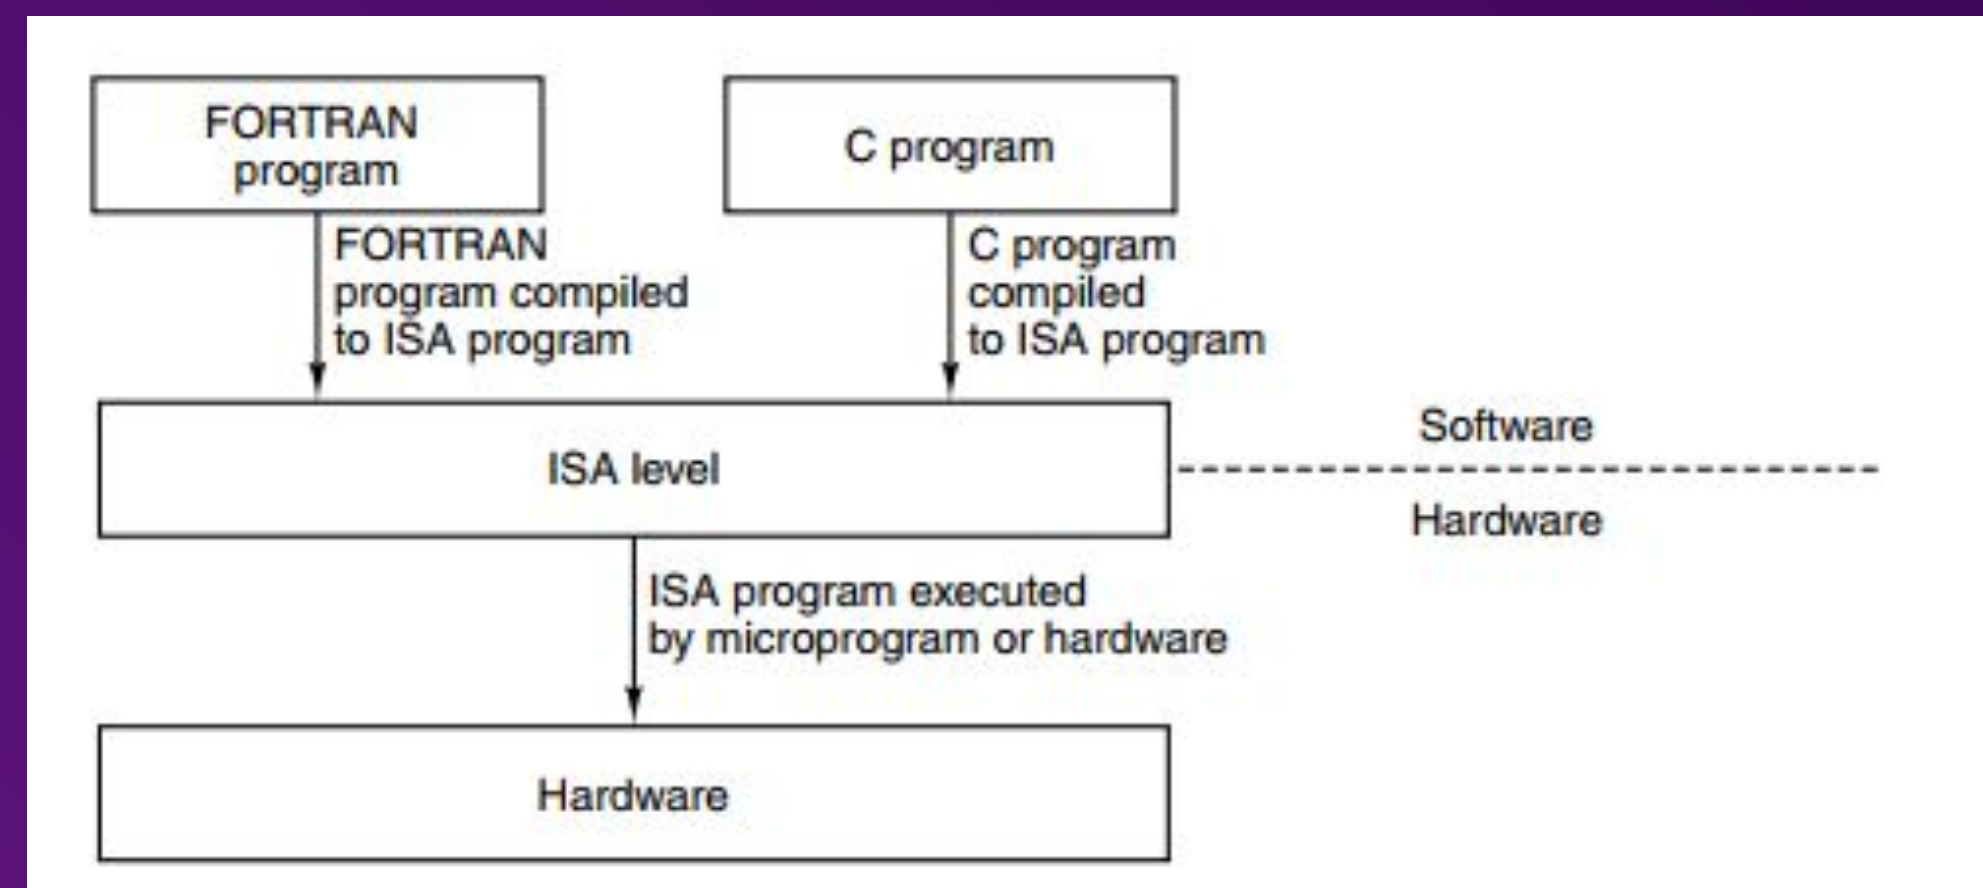 FORTRAN
program
C program
FORTRAN
program compiled
to ISA program
C program
compiled
to ISA program
ISA level
Software
Hardware
ISA program executed
by microprogram or hardware
Hardware